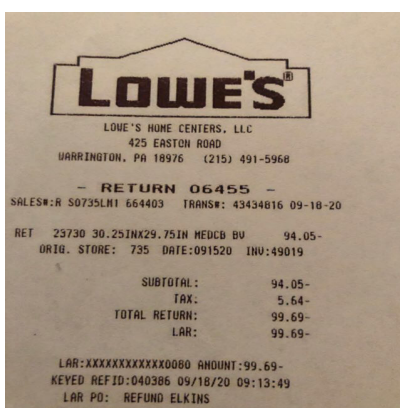 LOWE'S®
LOWE'S HOME CENTERS, LLC
425 EASTON ROAD
WARRINGTON, PA 18976 (215) 491-5968
- RETURN 06455 -
SALES#:R S0735LM1 664403 TRANS#: 43434816 09-18-20
RET 23730 30.25INX29.75IN MEDCB BV 94.05-
ORIG. STORE: 735 DATE:091520 INV:49019
SUBTOTAL: 94.05-
TAX: 5.64-
TOTAL RETURN: 99.69-
LAR: 99.69-
LAR:XXXXXXXXXXXX0080 AMOUNT:99.69-
KEYED REFID:040386 09/18/20 09:13:49
LAR PO: REFUND ELKINS